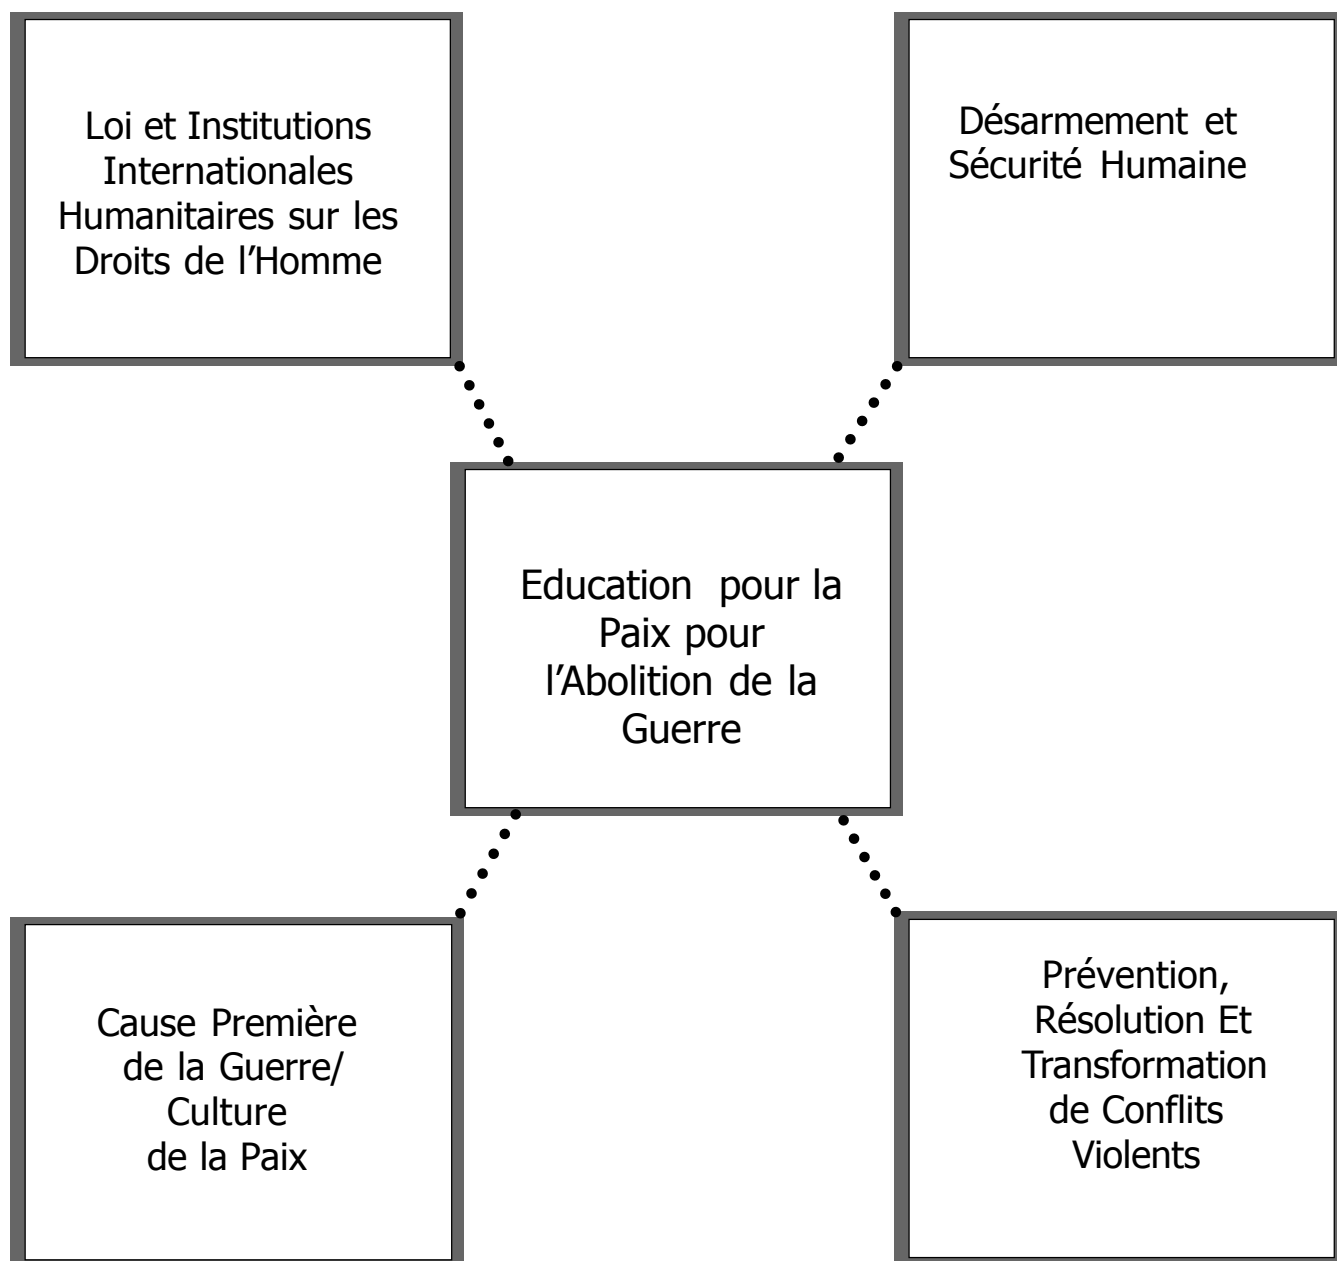 Loi et Institutions
Internationales
Humanitaires sur les
Droits de l’Homme
Désarmement et
Sécurité Humaine
Education pour la
Paix pour
l’Abolition de la
Guerre
Cause Première
de la Guerre/
Culture
de la Paix
Prévention,
Résolution Et
Transformation
de Conflits
Violents